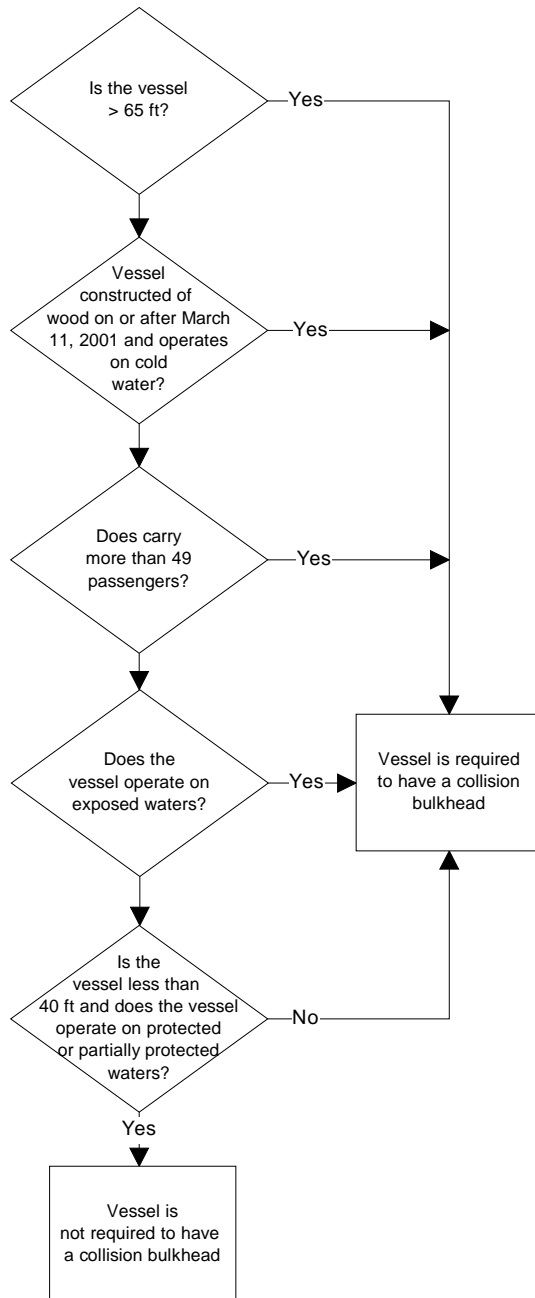 Is the vessel
> 65 ft?
Yes
Vessel
constructed of
wood on or after March
11, 2001 and operates
on cold
water?
Yes
Does carry
more than 49
passengers?
Yes
Does the
vessel operate on
exposed waters?
Yes
Vessel is required
to have a collision
bulkhead
Is the
vessel less than
40 ft and does the vessel
operate on protected
or partially protected
waters?
No
Yes
Vessel is
not required to have
a collision bulkhead